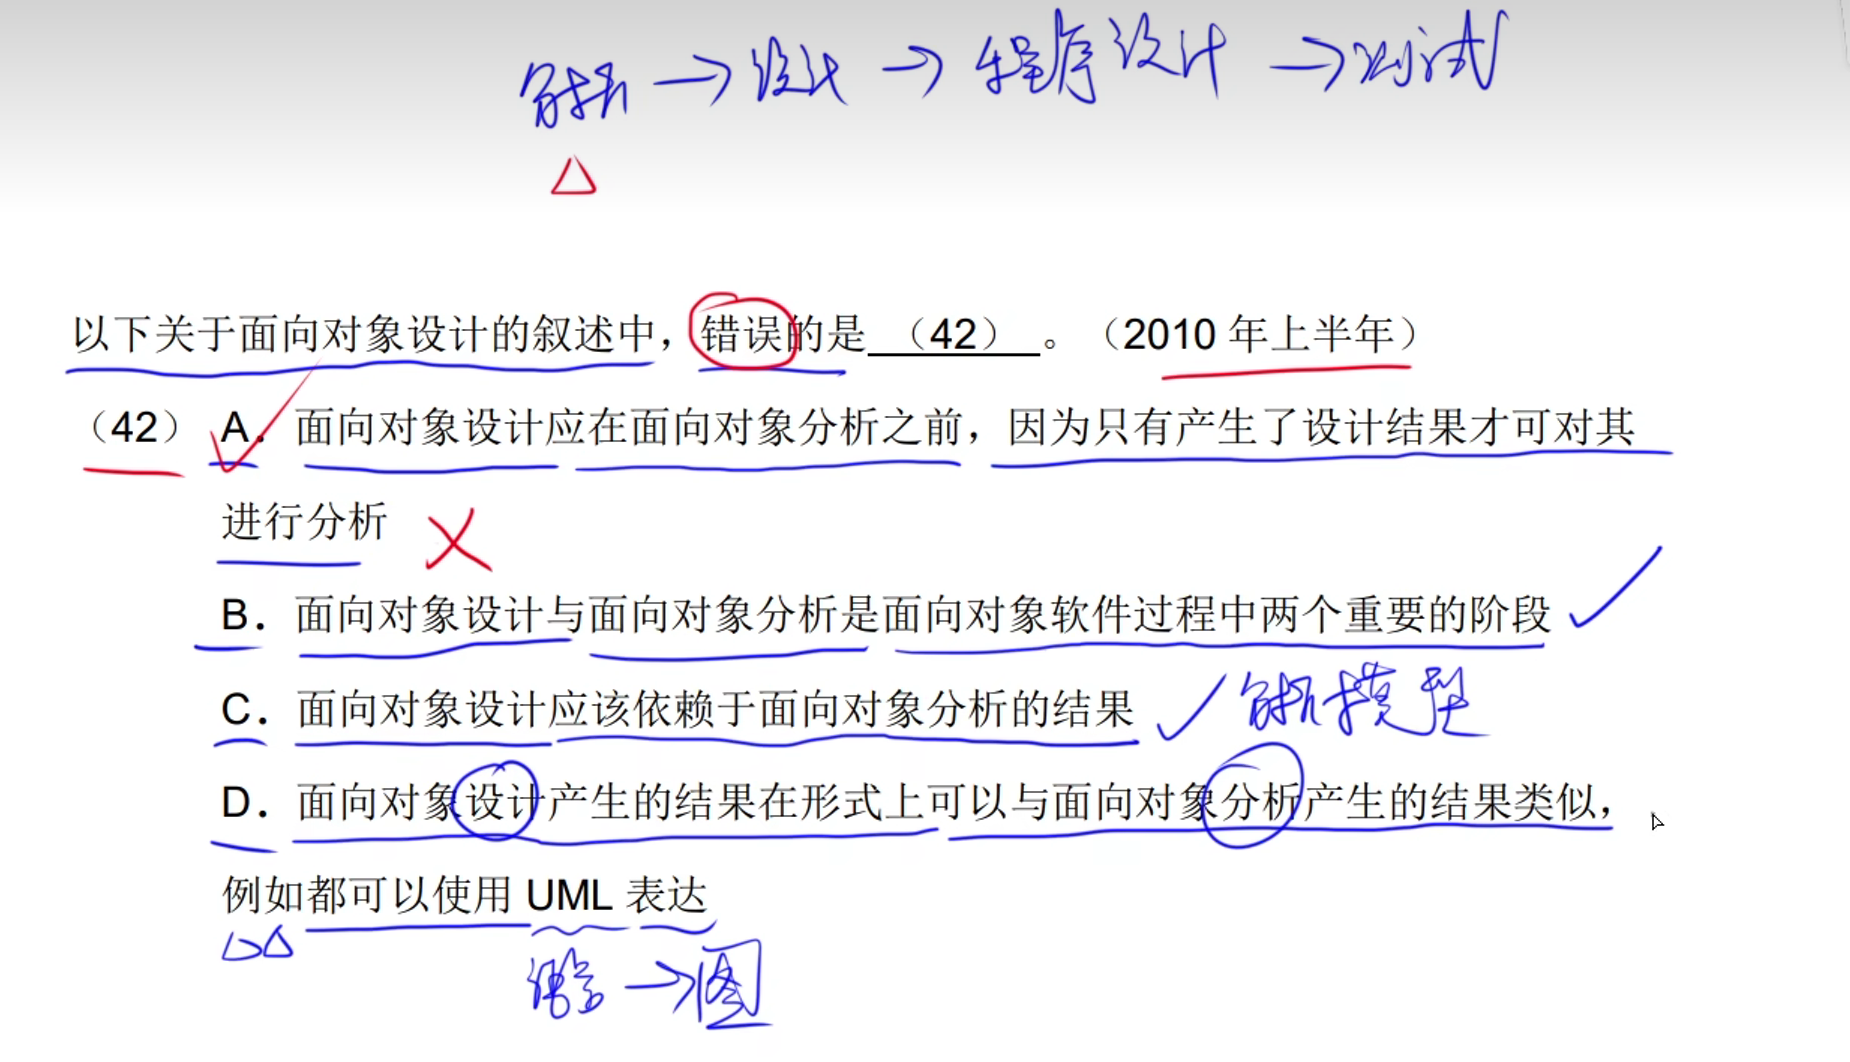 分析→设计→程序设计→测试
以下关于面向对象设计的叙述中，错误的是（42）。（2010 年上半年）
（42） A．面向对象设计应在面向对象分析之前，因为只有产生了设计结果才可对其
进行分析
B．面向对象设计与面向对象分析是面向对象软件过程中两个重要的阶段
C．面向对象设计应该依赖于面向对象分析的结果 分析模型
D．面向对象设计产生的结果在形式上可以与面向对象分析产生的结果类似，
例如都可以使用 UML 表达
→图